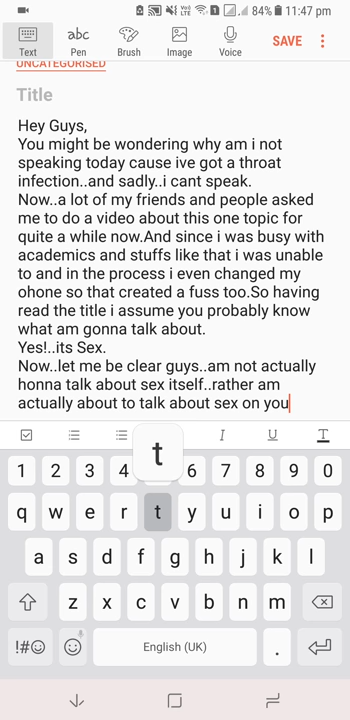 84% 11:47 pm
Text Pen Brush Image Voice SAVE
abc
UNCATEGORISED
Title
Hey Guys,
You might be wondering why am i not
speaking today cause ive got a throat
infection..and sadly..i cant speak.
Now..a lot of my friends and people asked
me to do a video about this one topic for
quite a while now.And since i was busy with
academics and stuffs like that i was unable
to and in the process i even changed my
ohone so that created a fuss too.So having
read the title i assume you probably know
what am gonna talk about.
Yes!..its Sex.
Now..let me be clear guys..am not actually
honna talk about sex itself..rather am
actually about to talk about sex on you
I U T
t
1 2 3 4 6 7 8 9 0
q w e r t y u i o p
a s d f g h j k l
z x c v b n m
!#☺ English (UK) .